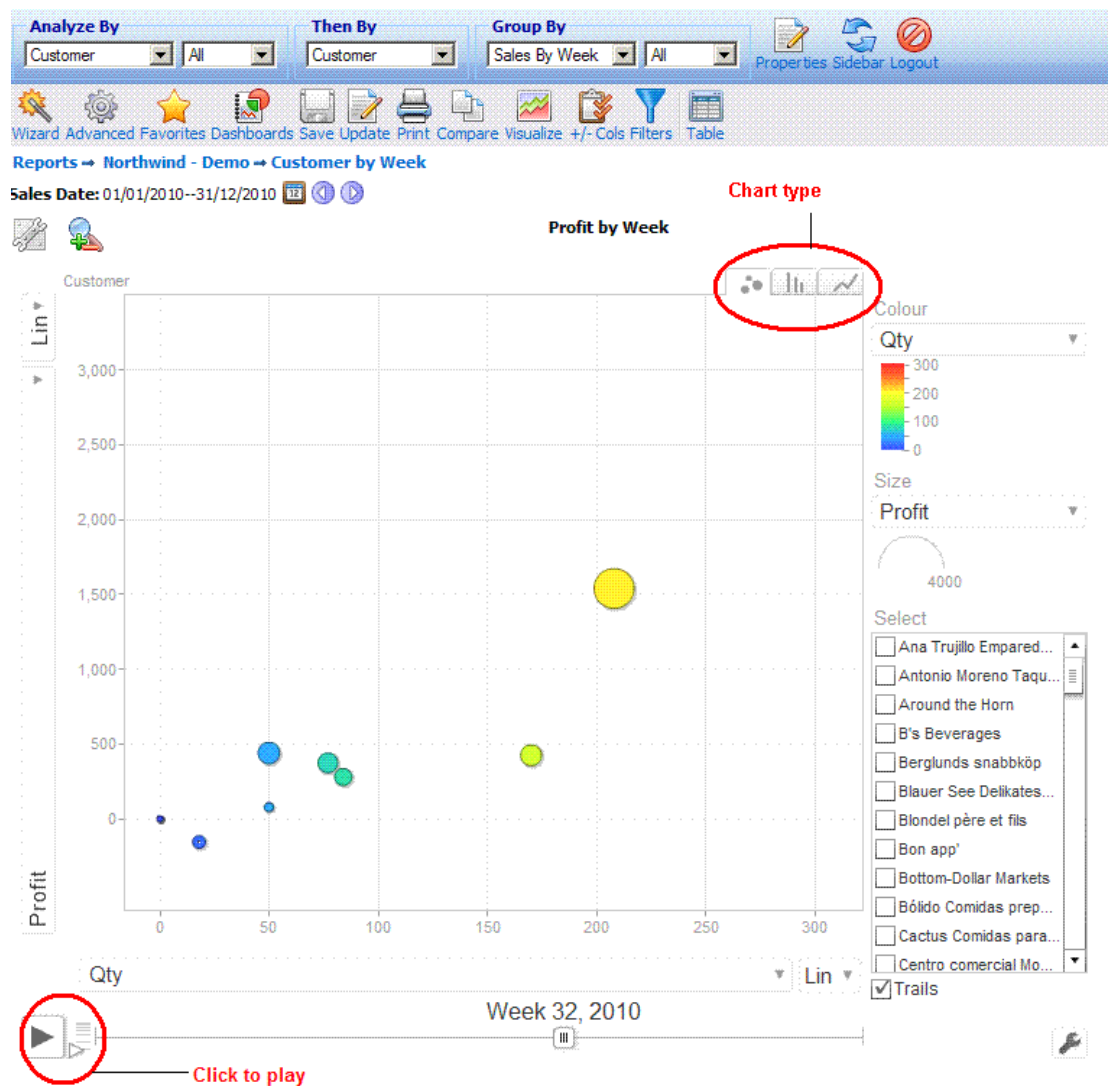 Analyze By Then By Group By
Customer All Customer Sales By Week All
Properties Sidebar Logout
Wizard Advanced Favorites Dashboards Save Update Print Compare Visualize +/- Cols Filters Table
Reports → Northwind - Demo → Customer by Week
Sales Date: 01/01/2010--31/12/2010 12
Chart type
Profit by Week
Customer
Colour
Lin
Qty
300
200
100
0
3,000
2,500
2,000
1,500
1,000
500
0
Size
Profit
4000
Select
Ana Trujillo Empared...
Antonio Moreno Taqu...
Around the Horn
B's Beverages
Berglunds snabbköp
Blauer See Delikates...
Blondel père et fils
Bon app'
Bottom-Dollar Markets
Bólido Comidas prep...
Cactus Comidas para...
Centro comercial Mo...
Trails
Profit
0 50 100 150 200 250 300
Qty Lin
Week 32, 2010
Click to play